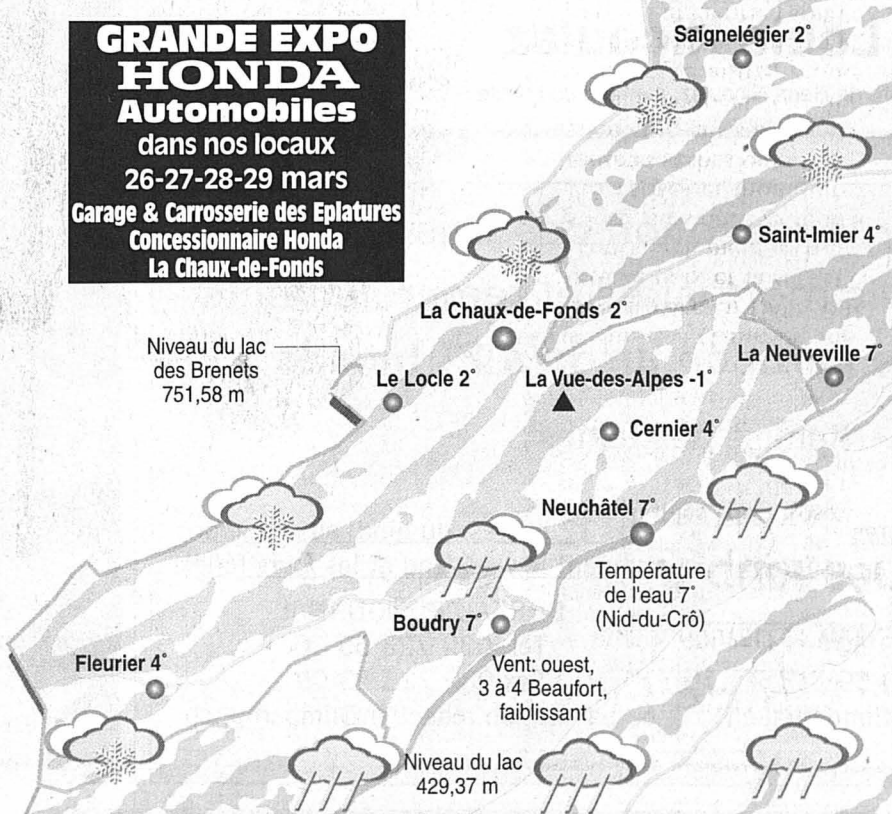 GRANDE EXPO
HONDA
Automobiles
dans nos locaux
26-27-28-29 mars
Garage & Carrosserie des Eplatures
Concessionnaire Honda
La Chaux-de-Fonds
Saignelégier 2°
Saint-Imier 4°
La Chaux-de-Fonds 2°
Niveau du lac
des Brenets
751,58 m
Le Locle 2°
La Vue-des-Alpes -1°
La Neuveville 7°
Cernier 4°
Neuchâtel 7°
Température
de l'eau 7°
(Nid-du-Crô)
Boudry 7°
Vent: ouest,
3 à 4 Beaufort,
faiblissant
Fleurier 4°
Niveau du lac
429,37 m